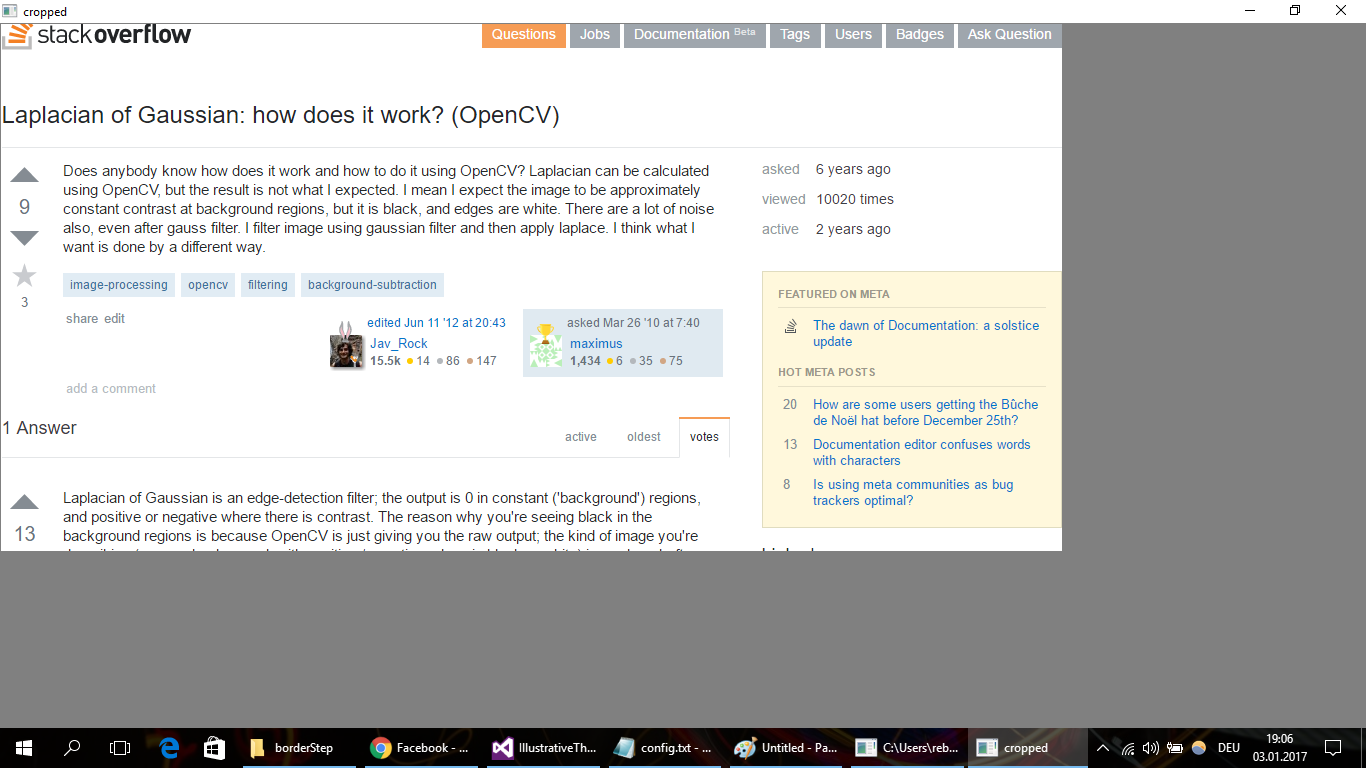 cropped
stackoverflow
Questions
Jobs
Documentation Beta
Tags
Users
Badges
Ask Question
Laplacian of Gaussian: how does it work? (OpenCV)
9
3
Does anybody know how does it work and how to do it using OpenCV? Laplacian can be calculated
using OpenCV, but the result is not what I expected. I mean I expect the image to be approximately
constant contrast at background regions, but it is black, and edges are white. There are a lot of noise
also, even after gauss filter. I filter image using gaussian filter and then apply laplace. I think what I
want is done by a different way.
image-processing opencv filtering background-subtraction
share edit
edited Jun 11 '12 at 20:43
Jav_Rock
15.5k 14 86 147
asked Mar 26 '10 at 7:40
maximus
1,434 6 35 75
add a comment
1 Answer
active oldest votes
13
Laplacian of Gaussian is an edge-detection filter; the output is 0 in constant ('background') regions,
and positive or negative where there is contrast. The reason why you're seeing black in the
background regions is because OpenCV is just giving you the raw output; the kind of image you're
asked 6 years ago
viewed 10020 times
active 2 years ago
FEATURED ON META
The dawn of Documentation: a solstice
update
HOT META POSTS
20 How are some users getting the Bûche
de Noël hat before December 25th?
13 Documentation editor confuses words
with characters
8 Is using meta communities as bug
trackers optimal?
borderStep
Facebook - ...
IllustrativeTh...
config.txt - ...
Untitled - Pa...
C:\Users\reb...
cropped
DEU
19:06
03.01.2017